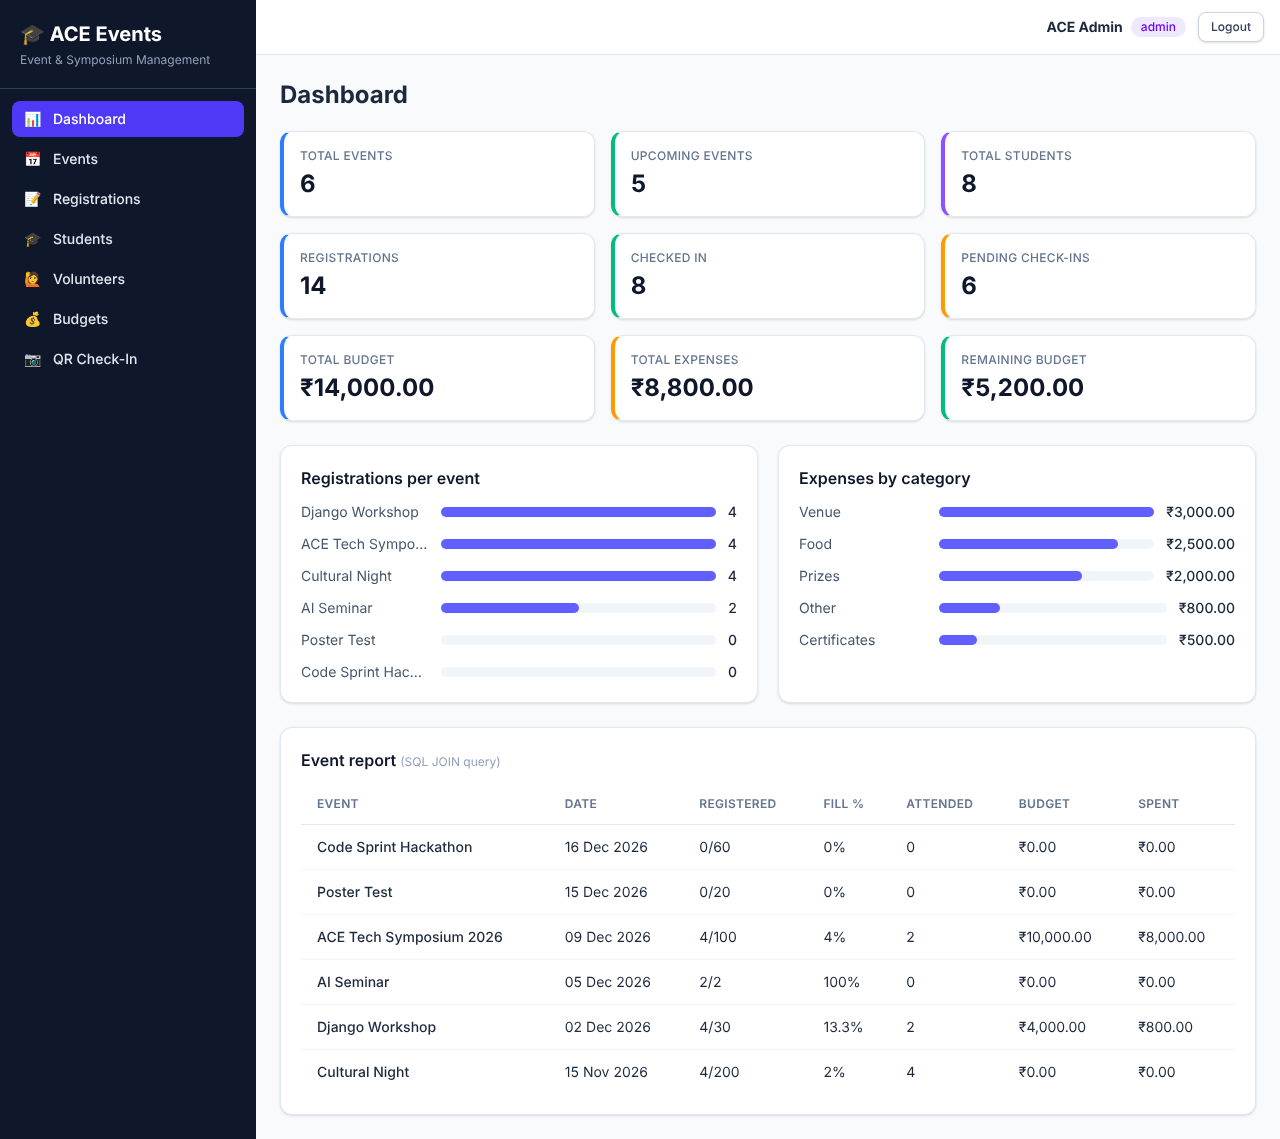 🎓 ACE Events
Event & Symposium Management
📊 Dashboard
📅 Events
📝 Registrations
🎓 Students
🙋 Volunteers
💰 Budgets
📷 QR Check-In
ACE Admin admin Logout
Dashboard
TOTAL EVENTS
6
UPCOMING EVENTS
5
TOTAL STUDENTS
8
REGISTRATIONS
14
CHECKED IN
8
PENDING CHECK-INS
6
TOTAL BUDGET
₹14,000.00
TOTAL EXPENSES
₹8,800.00
REMAINING BUDGET
₹5,200.00
Registrations per event
Django Workshop 4
ACE Tech Sympo... 4
Cultural Night 4
AI Seminar 2
Poster Test 0
Code Sprint Hac... 0
Expenses by category
Venue ₹3,000.00
Food ₹2,500.00
Prizes ₹2,000.00
Other ₹800.00
Certificates ₹500.00
Event report (SQL JOIN query)
EVENT DATE REGISTERED FILL % ATTENDED BUDGET SPENT
Code Sprint Hackathon 16 Dec 2026 0/60 0% 0 ₹0.00 ₹0.00
Poster Test 15 Dec 2026 0/20 0% 0 ₹0.00 ₹0.00
ACE Tech Symposium 2026 09 Dec 2026 4/100 4% 2 ₹10,000.00 ₹8,000.00
AI Seminar 05 Dec 2026 2/2 100% 0 ₹0.00 ₹0.00
Django Workshop 02 Dec 2026 4/30 13.3% 2 ₹4,000.00 ₹800.00
Cultural Night 15 Nov 2026 4/200 2% 4 ₹0.00 ₹0.00